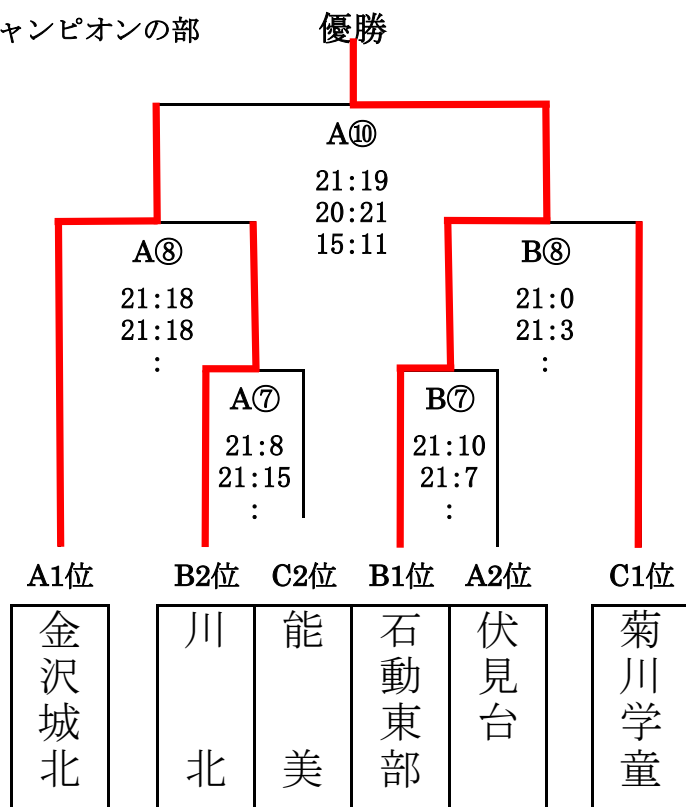 ャンピオンの部
優勝
A⑩
21:19
20:21
15:11
A⑧
21:18
21:18
:
B⑧
21:0
21:3
:
A⑦
21:8
21:15
:
B⑦
21:10
21:7
:
A1位
B2位
C2位
B1位
A2位
C1位
金沢城北
川北
能美
石動東部
伏見台
菊川学童